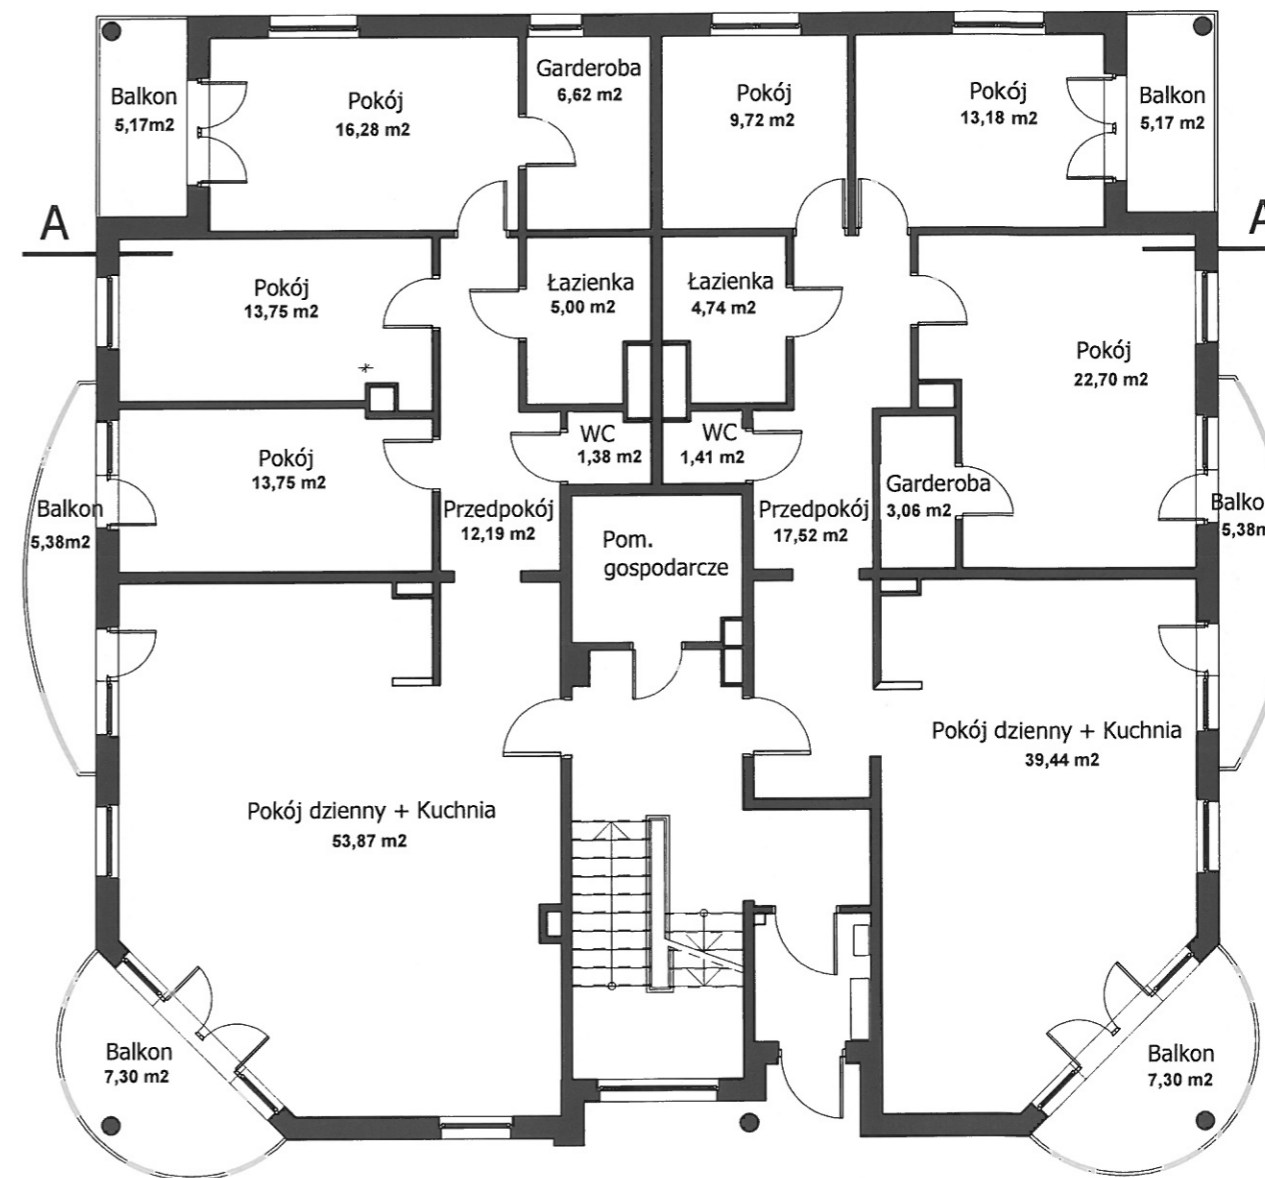 Balkon
5,17m2
Pokój
16,28 m2
Garderoba
6,62 m2
Pokój
9,72 m2
Pokój
13,18 m2
Balkon
5,17 m2
A
A
Pokój
13,75 m2
Łazienka
5,00 m2
Łazienka
4,74 m2
Pokój
22,70 m2
Pokój
13,75 m2
WC
1,38 m2
WC
1,41 m2
Garderoba
3,06 m2
Balkon
5,38m2
Przedpokój
12,19 m2
Pom.
gospodarcze
Przedpokój
17,52 m2
Balko
5,38m
Pokój dzienny + Kuchnia
53,87 m2
Pokój dzienny + Kuchnia
39,44 m2
Balkon
7,30 m2
Balkon
7,30 m2